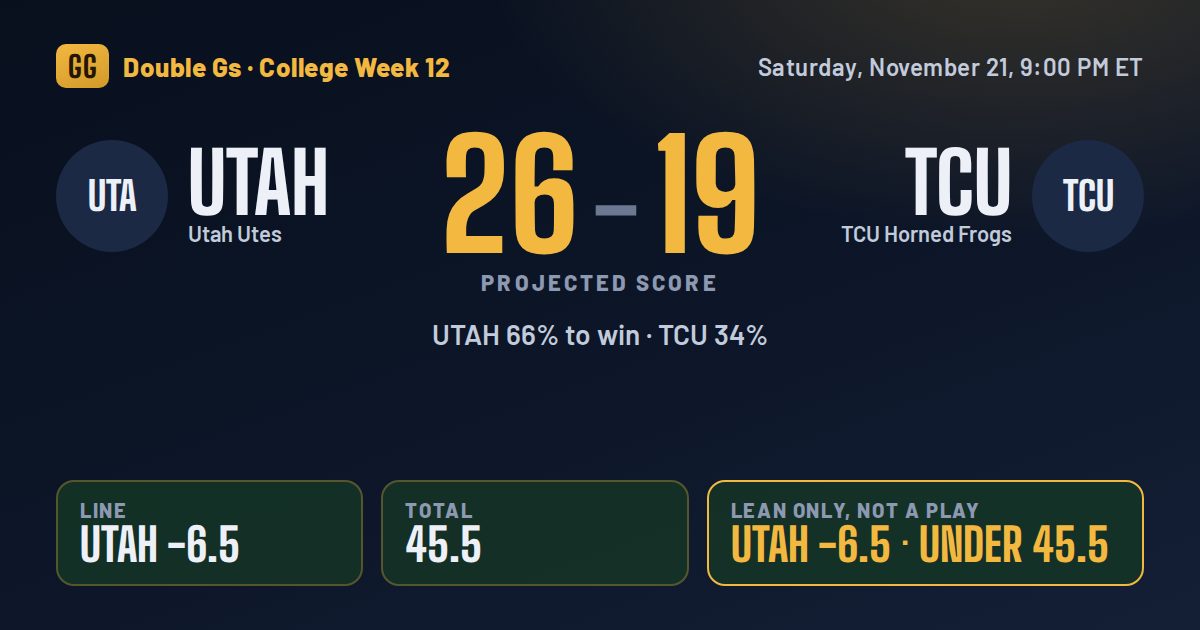 GG Double Gs · College Week 12
Saturday, November 21, 9:00 PM ET
UTA
UTAH
Utah Utes
26 – 19
PROJECTED SCORE
UTAH 66% to win · TCU 34%
TCU
TCU Horned Frogs
TCU
LINE
UTAH −6.5
TOTAL
45.5
LEAN ONLY, NOT A PLAY
UTAH −6.5 · UNDER 45.5